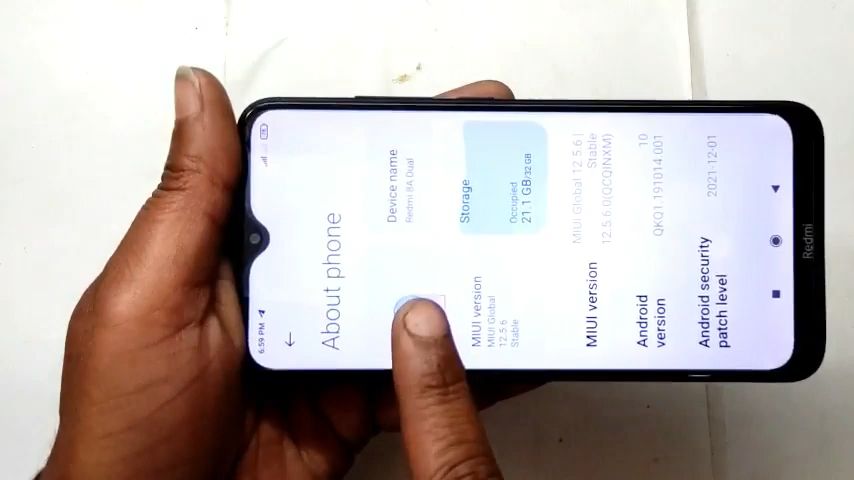 6:59 PM
About phone
Device name
Redmi 8A Dual
MIUI version
MIUI Global
12.5.6
Stable
Storage
Occupied
21.1 GB/32 GB
MIUI version
MIUI Global 12.5.6 |
Stable
12.5.6.0(QCQINXM)
Android
version
10
QKQ1.191014.001
Android security
patch level
2021-12-01
Redmi